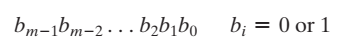 b_{m−1}b_{m−2} . . . b_2b_1b_0   b_i = 0 or 1